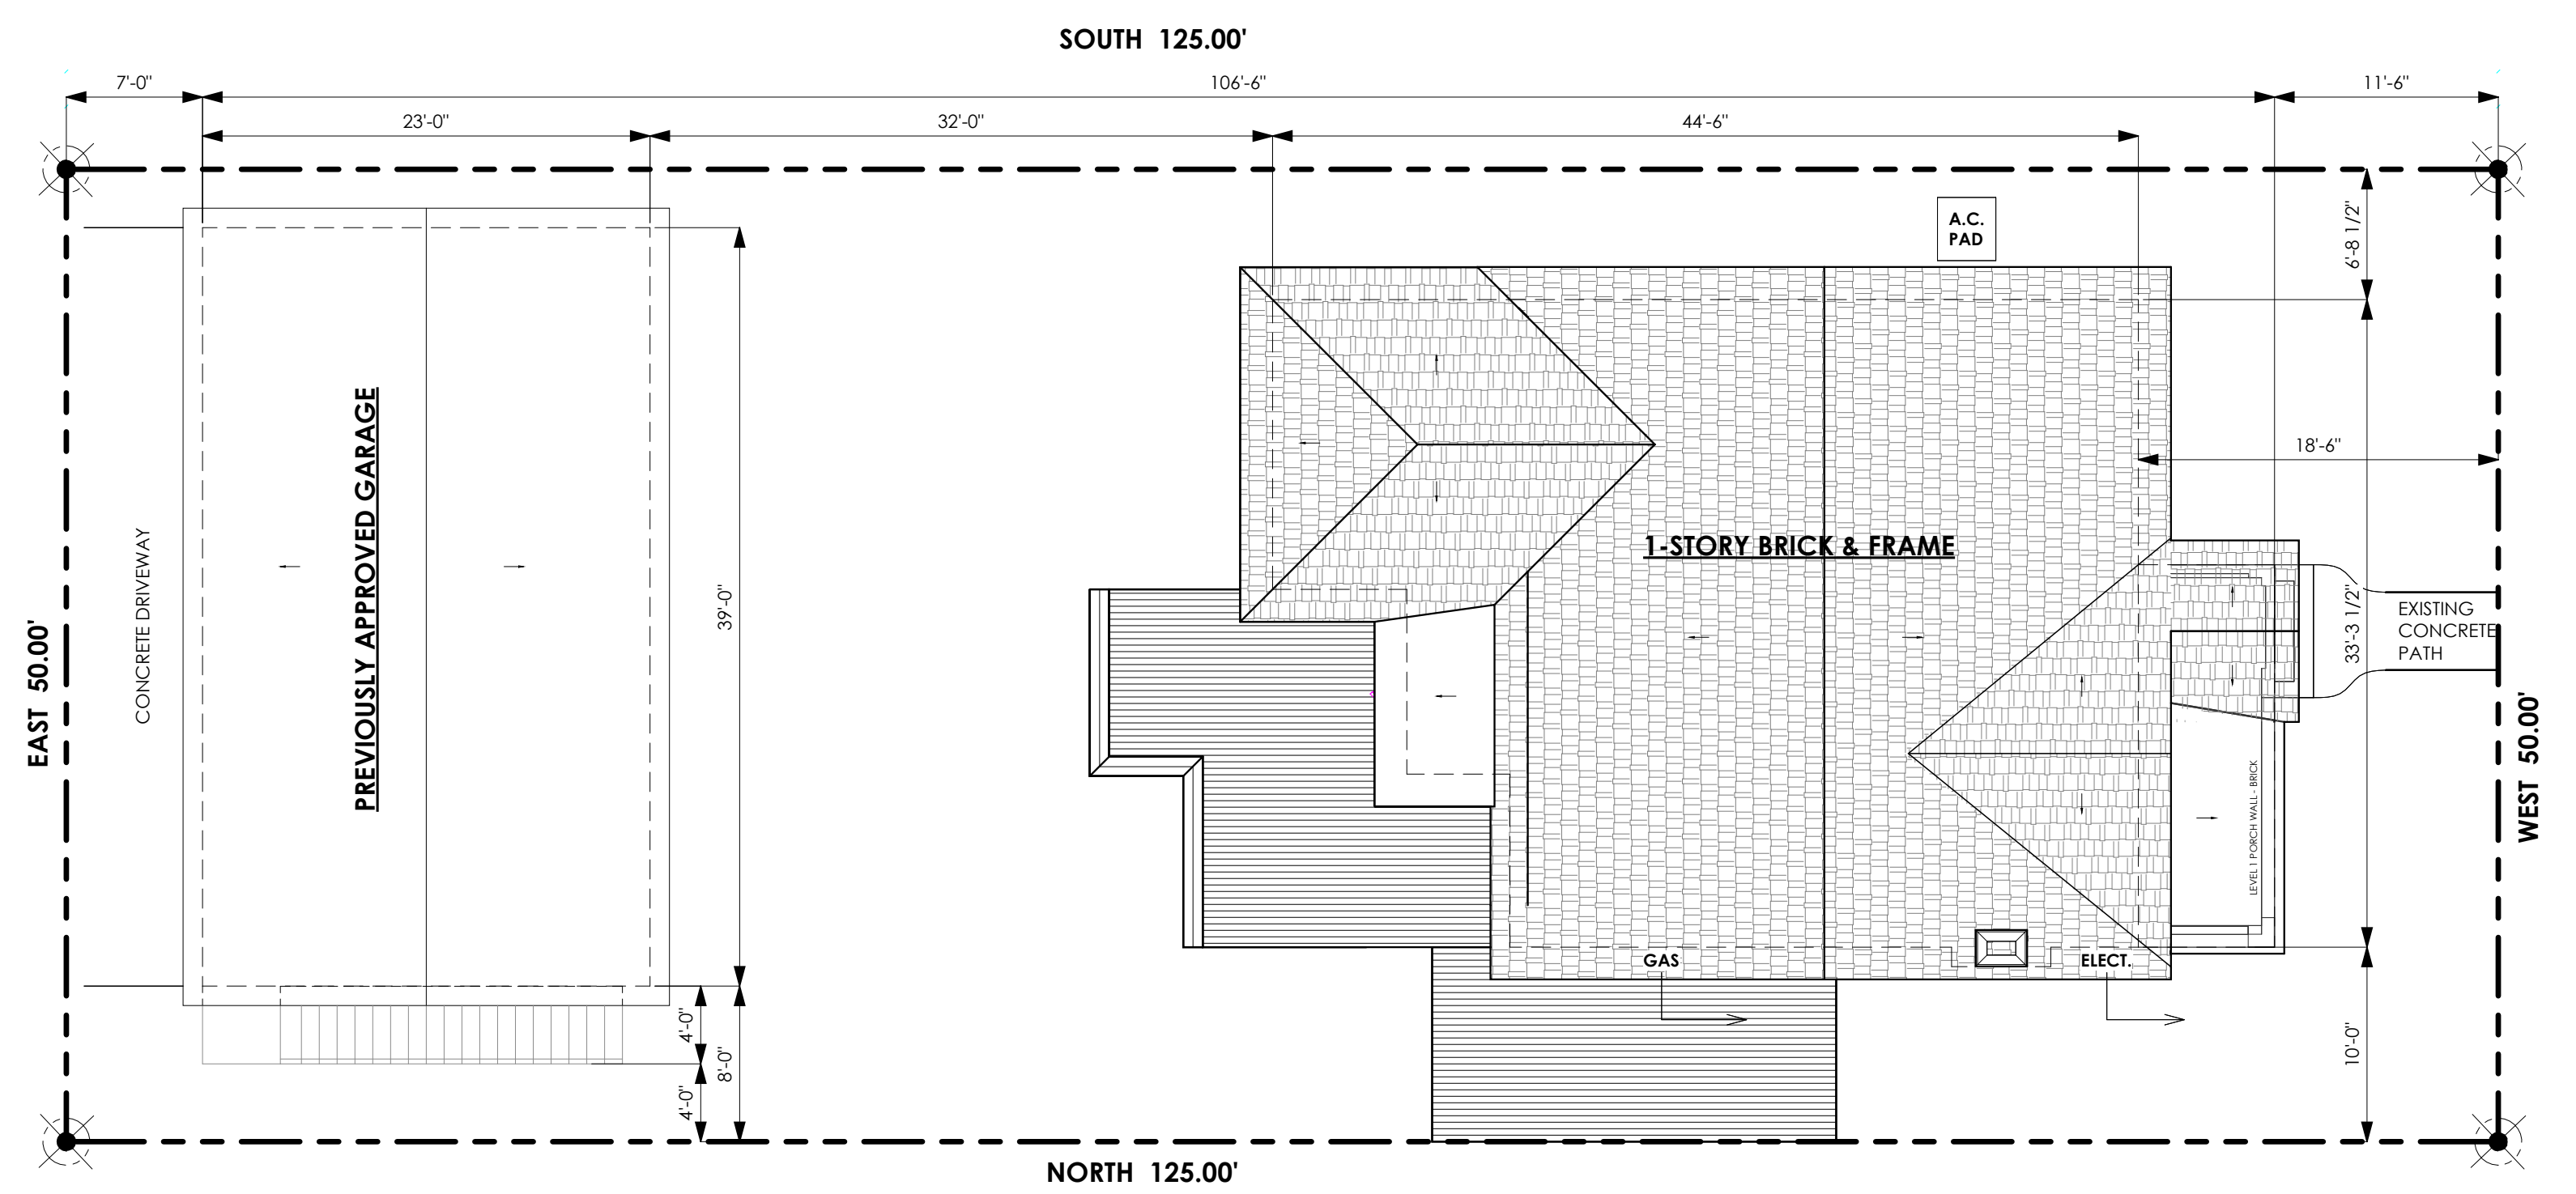 SOUTH 125.00'
7'-0"
106'-6"
11'-6"
23'-0"
32'-0"
44'-6"
A.C.
PAD
6'-8 1/2"
18'-6"
1-STORY BRICK & FRAME
PREVIOUSLY APPROVED GARAGE
CONCRETE DRIVEWAY
39'-0"
EAST 50.00'
33'-3 1/2"
EXISTING
CONCRETE
PATH
WEST 50.00'
LEVEL 1 PORCH WALL - BRICK
GAS
ELECT.
4'-0"
8'-0"
4'-0"
10'-0"
NORTH 125.00'